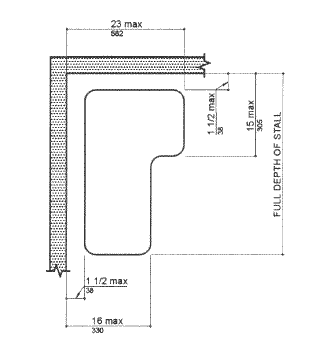 23 max
582
1 1/2 max
38
15 max
305
FULL DEPTH OF STALL
1 1/2 max
38
16 max
330